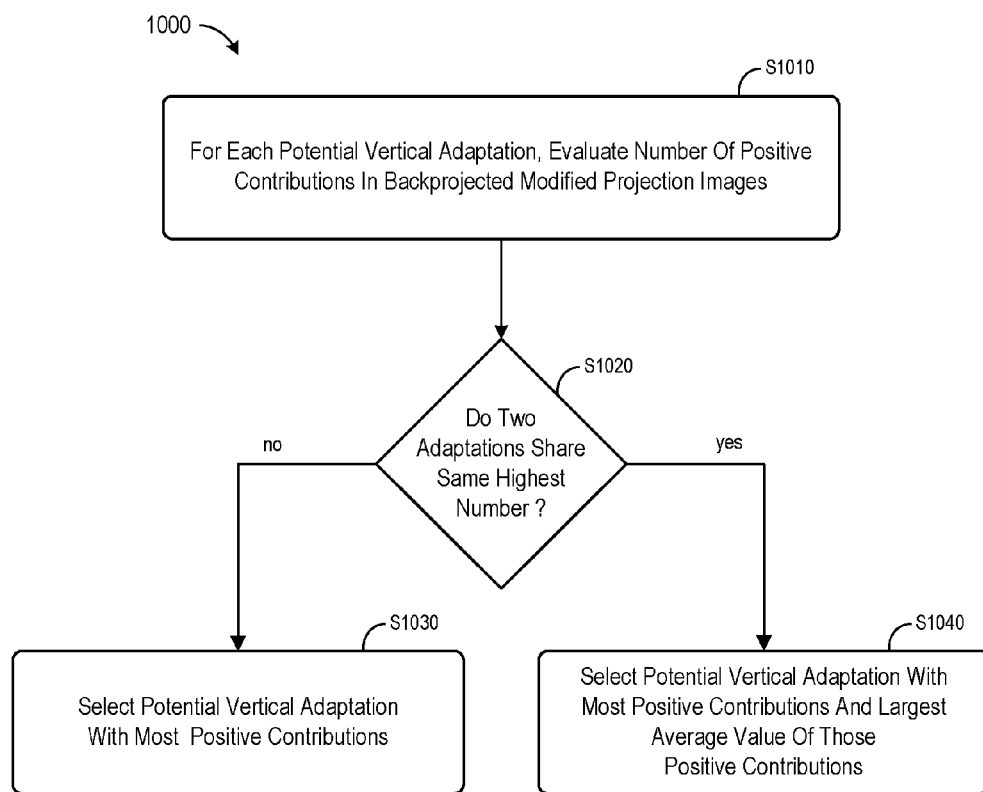 1000
S1010
For Each Potential Vertical Adaptation, Evaluate Number Of Positive
Contributions In Backprojected Modified Projection Images
S1020
Do Two
Adaptations Share
Same Highest
Number ?
no
yes
S1030
Select Potential Vertical Adaptation
With Most Positive Contributions
S1040
Select Potential Vertical Adaptation With
Most Positive Contributions And Largest
Average Value Of Those
Positive Contributions